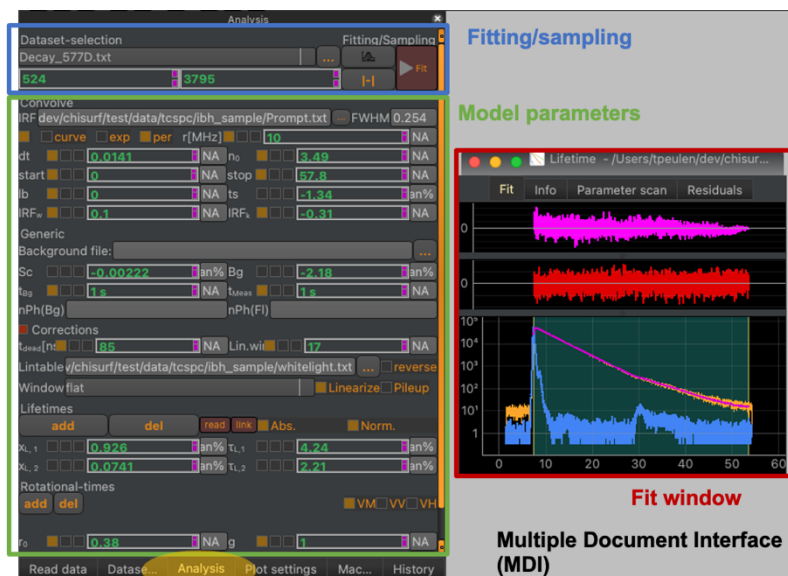 Analysis
Dataset-selection Fitting/Sampling
Decay_577D.txt ... Fit
524 3795 |-|
Fitting/sampling
Convolve
IRF dev/chisurf/test/data/tcspc/ibh_sample/Prompt.txt ... FWHM 0.254
curve exp per r[MHz] 10 NA
dt 0.0141 NA n₀ 3.49 NA
start 0 NA stop 57.8 NA
lb 0 NA ts -1.34 an%
IRFw 0.1 NA IRFk -0.31 NA
Generic
Background file: ...
Sc -0.00222 an% Bg -2.18 an%
tBg 1 s NA tMeas 1 s NA
nPh(Bg) nPh(Fl)
Corrections
tdead[ns 85 NA Lin.wi 17 NA
Lintable v/chisurf/test/data/tcspc/ibh_sample/whitelight.txt ... reverse
Window flat Linearize Pileup
Lifetimes
add del read link Abs. Norm.
xL, 1 0.926 an% τL,1 4.24 an%
xL, 2 0.0741 an% τL,2 2.21 an%
Rotational-times
add del VM VV VH
r₀ 0.38 NA g 1 NA
Read data Datase... Analysis Plot settings Mac... History
Model parameters
Lifetime - /Users/tpeulen/dev/chisur...
Fit Info Parameter scan Residuals
0
0
10⁵
10⁴
10³
10²
10¹
1
0 10 20 30 40 50 60
Fit window
Multiple Document Interface
(MDI)